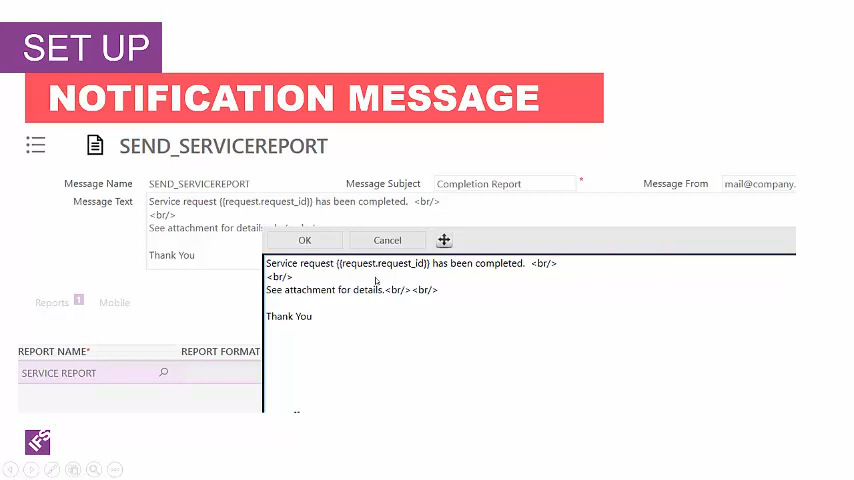 SET UP
NOTIFICATION MESSAGE
SEND_SERVICEREPORT
Message Name SEND_SERVICEREPORT Message Subject Completion Report * Message From mail@company.
Message Text Service request {{request.request_id}} has been completed. <br/>
<br/>
See attachment for details
Thank You
OK Cancel
Service request {{request.request_id}} has been completed. <br/>
<br/>
See attachment for details.<br/><br/>
Thank You
Reports 1 Mobile
REPORT NAME* REPORT FORMAT
SERVICE REPORT
IFS